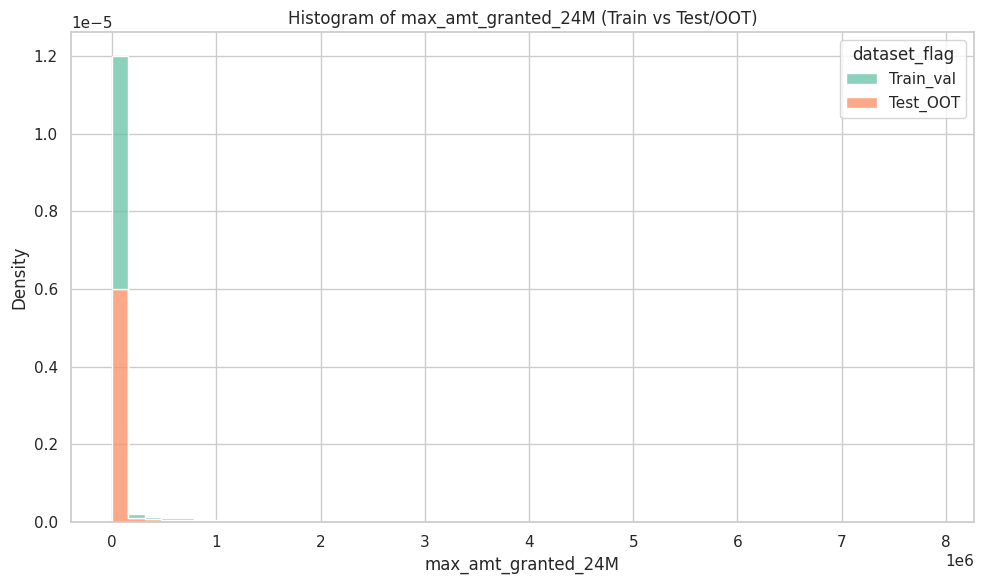 Histogram of max_amt_granted_24M (Train vs Test/OOT)
1e−5
dataset_flag
Train_val
Test_OOT
1.2
1.0
0.8
0.6
0.4
0.2
0.0
Density
0 1 2 3 4 5 6 7 8
1e6
max_amt_granted_24M